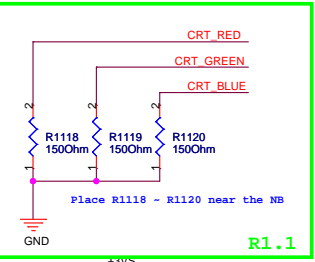 CRT_RED
CRT_GREEN
CRT_BLUE
2 2 2
R1118 R1119 R1120
150Ohm 150Ohm 150Ohm
1 1 1
Place R1118 ~ R1120 near the NB
GND
R1.1